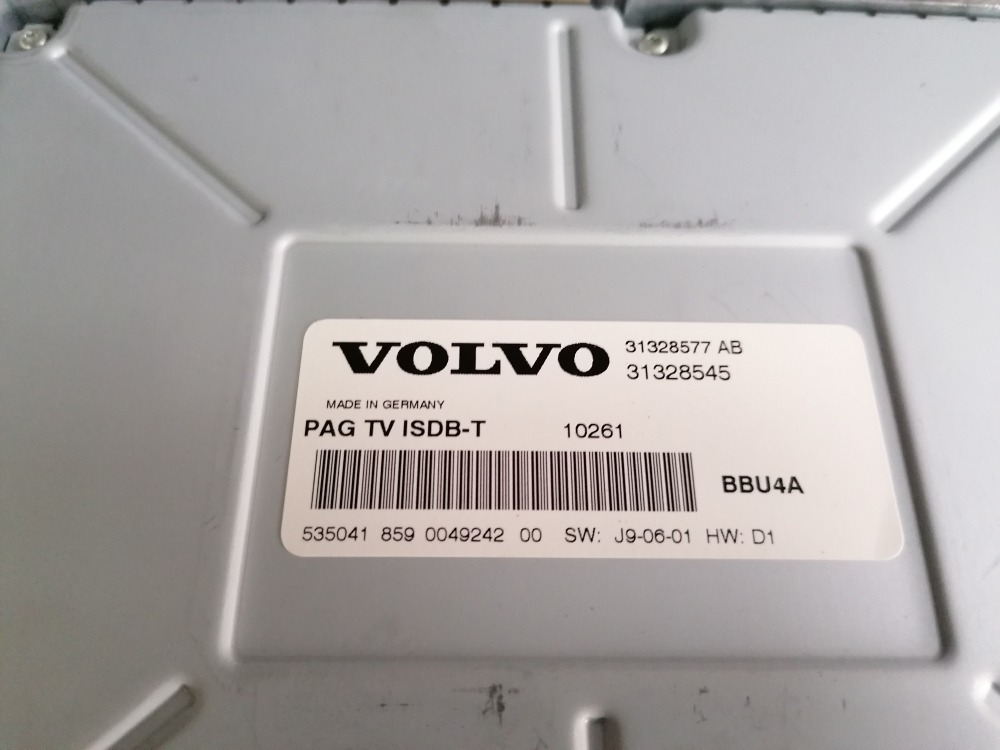 VOLVO 31328577 AB
31328545
MADE IN GERMANY
PAG TV ISDB-T 10261
BBU4A
535041 859 0049242 00 SW: J9-06-01 HW: D1